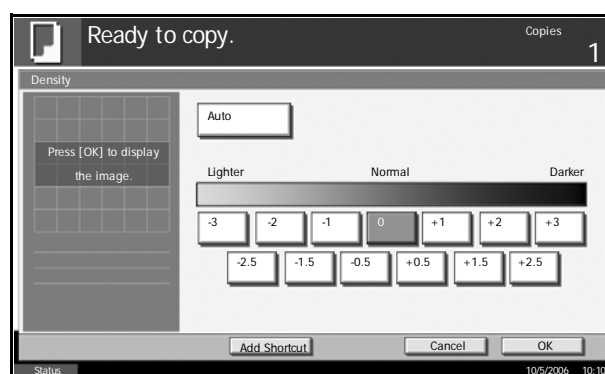 Ready to copy.
Copies
1
Density
Press [OK] to display
the image.
Auto
Lighter Normal Darker
-3 -2 -1 0 +1 +2 +3
-2.5 -1.5 -0.5 +0.5 +1.5 +2.5
Add Shortcut Cancel OK
Status 10/5/2006 10:10